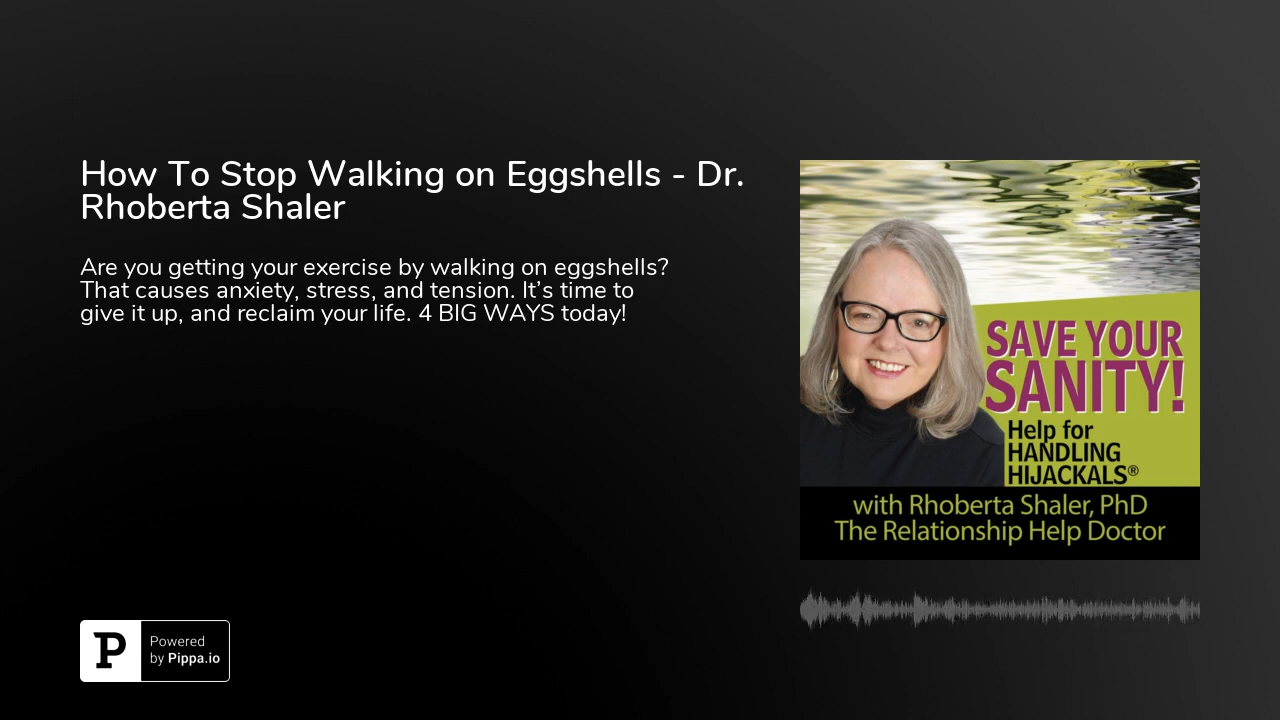 How To Stop Walking on Eggshells - Dr.
Rhoberta Shaler
Are you getting your exercise by walking on eggshells?
That causes anxiety, stress, and tension. It’s time to
give it up, and reclaim your life. 4 BIG WAYS today!
SAVE YOUR
SANITY!
Help for
HANDLING
HIJACKALS®
with Rhoberta Shaler, PhD
The Relationship Help Doctor
P
Powered
by Pippa.io